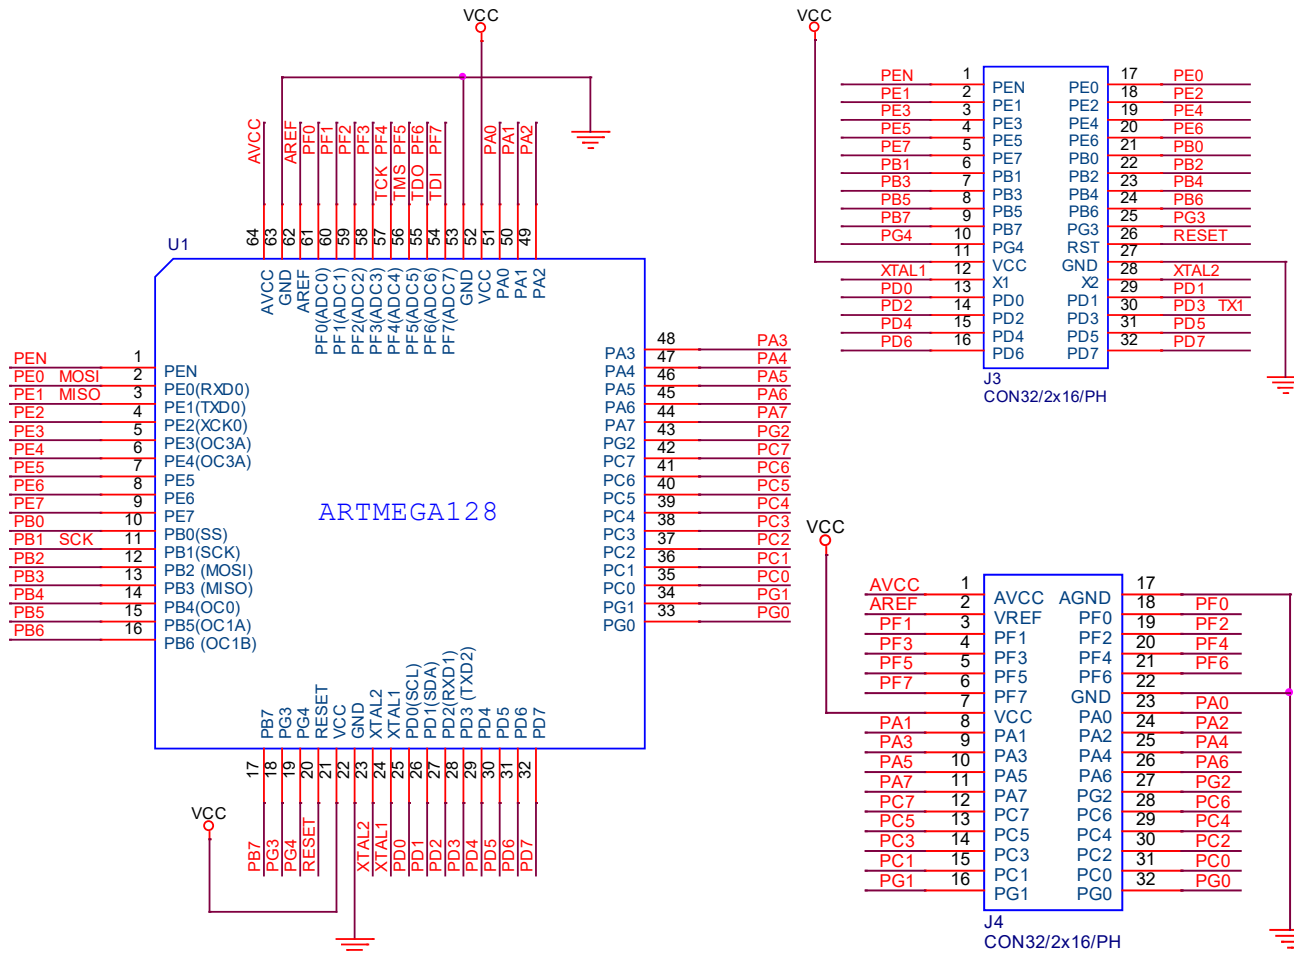 VCC
AVCC
AREF
PF0
PF1
PF2
PF3
TCK PF4
TMS PF5
TDO PF6
TDI PF7
PA0
PA1
PA2
64
63
62
61
60
59
58
57
56
55
54
53
52
51
50
49
U1
AVCC
GND
AREF
PF0(ADC0)
PF1(ADC1)
PF2(ADC2)
PF3(ADC3)
PF4(ADC4)
PF5(ADC5)
PF6(ADC6)
PF7(ADC7)
GND
VCC
PA0
PA1
PA2
PEN 1 PEN
PE0 MOSI 2 PE0(RXD0)
PE1 MISO 3 PE1(TXD0)
PE2 4 PE2(XCK0)
PE3 5 PE3(OC3A)
PE4 6 PE4(OC3A)
PE5 7 PE5
PE6 8 PE6
PE7 9 PE7
PB0 10 PB0(SS)
PB1 SCK 11 PB1(SCK)
PB2 12 PB2 (MOSI)
PB3 13 PB3 (MISO)
PB4 14 PB4(OC0)
PB5 15 PB5(OC1A)
PB6 16 PB6 (OC1B)
ARTMEGA128
PA3 48 PA3
PA4 47 PA4
PA5 46 PA5
PA6 45 PA6
PA7 44 PA7
PG2 43 PG2
PC7 42 PC7
PC6 41 PC6
PC5 40 PC5
PC4 39 PC4
PC3 38 PC3
PC2 37 PC2
PC1 36 PC1
PC0 35 PC0
PG1 34 PG1
PG0 33 PG0
PB7
PG3
PG4
RESET
VCC
GND
XTAL2
XTAL1
PD0(SCL)
PD1(SDA)
PD2(RXD1)
PD3 (TXD2)
PD4
PD5
PD6
PD7
17
18
19
20
21
22
23
24
25
26
27
28
29
30
31
32
VCC
PB7
PG3
PG4
RESET
XTAL2
XTAL1
PD0
PD1
PD2
PD3
PD4
PD5
PD6
PD7
VCC
PEN 1 PEN PE0 17 PE0
PE1 2 PE1 PE2 18 PE2
PE3 3 PE3 PE4 19 PE4
PE5 4 PE5 PE6 20 PE6
PE7 5 PE7 PB0 21 PB0
PB1 6 PB1 PB2 22 PB2
PB3 7 PB3 PB4 23 PB4
PB5 8 PB5 PB6 24 PB6
PB7 9 PB7 PG3 25 PG3
PG4 10 PG4 RST 26 RESET
11 VCC GND 27
XTAL1 12 X1 X2 28 XTAL2
PD0 13 PD0 PD1 29 PD1
PD2 14 PD2 PD3 30 PD3 TX1
PD4 15 PD4 PD5 31 PD5
PD6 16 PD6 PD7 32 PD7
J3
CON32/2x16/PH
VCC
AVCC 1 AVCC AGND 17
AREF 2 VREF PF0 18 PF0
PF1 3 PF1 PF2 19 PF2
PF3 4 PF3 PF4 20 PF4
PF5 5 PF5 PF6 21 PF6
PF7 6 PF7 GND 22
7 VCC PA0 23 PA0
PA1 8 PA1 PA2 24 PA2
PA3 9 PA3 PA4 25 PA4
PA5 10 PA5 PA6 26 PA6
PA7 11 PA7 PG2 27 PG2
PC7 12 PC7 PC6 28 PC6
PC5 13 PC5 PC4 29 PC4
PC3 14 PC3 PC2 30 PC2
PC1 15 PC1 PC0 31 PC0
PG1 16 PG1 PG0 32 PG0
J4
CON32/2x16/PH